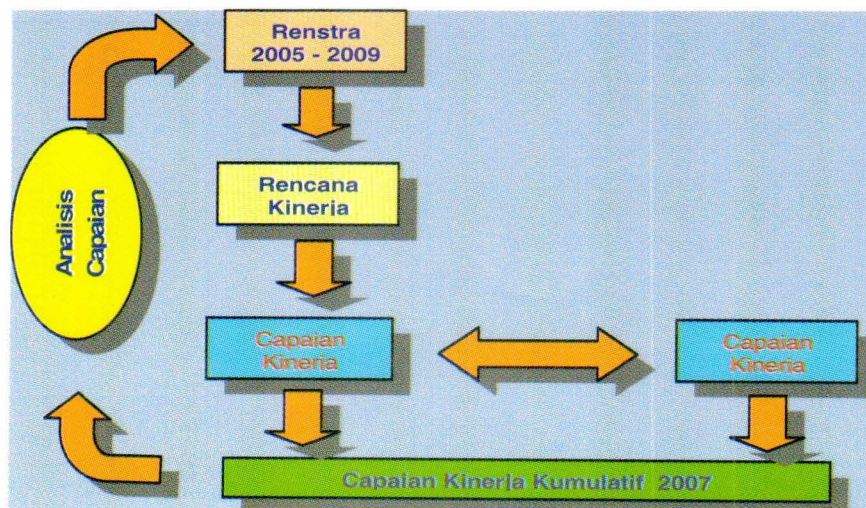 Renstra
2005 - 2009
Rencana
Kinerja
Analisis
Capaian
Capaian
Kinerja
Capaian
Kinerja
Capaian Kinerja Kumulatif 2007